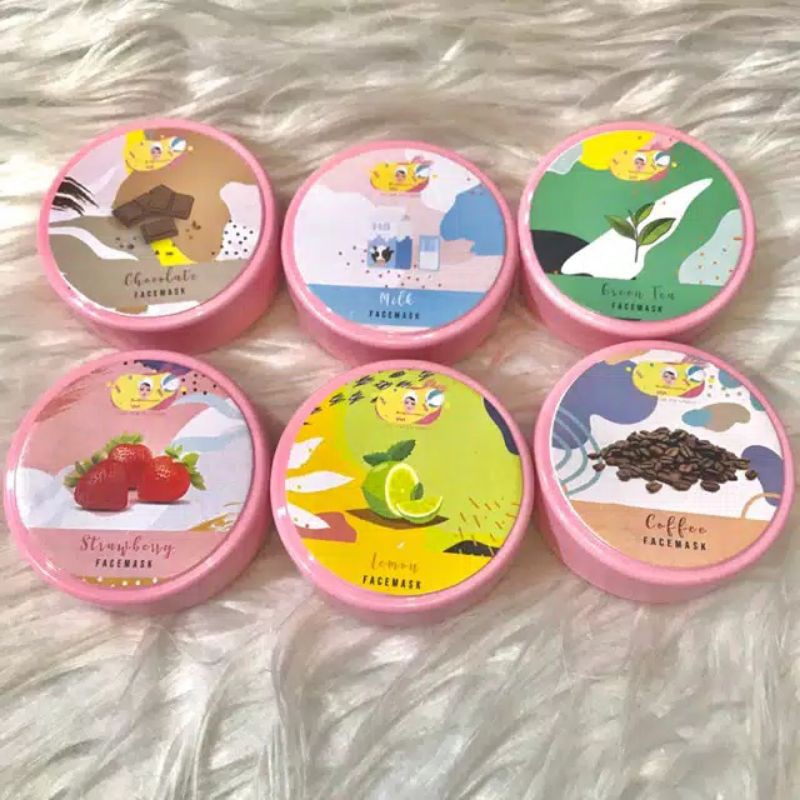 Chocolate
FACEMASK
Milk
FACEMASK
Green Tea
FACEMASK
Strawberry
FACEMASK
Lemon
FACEMASK
Coffee
FACEMASK